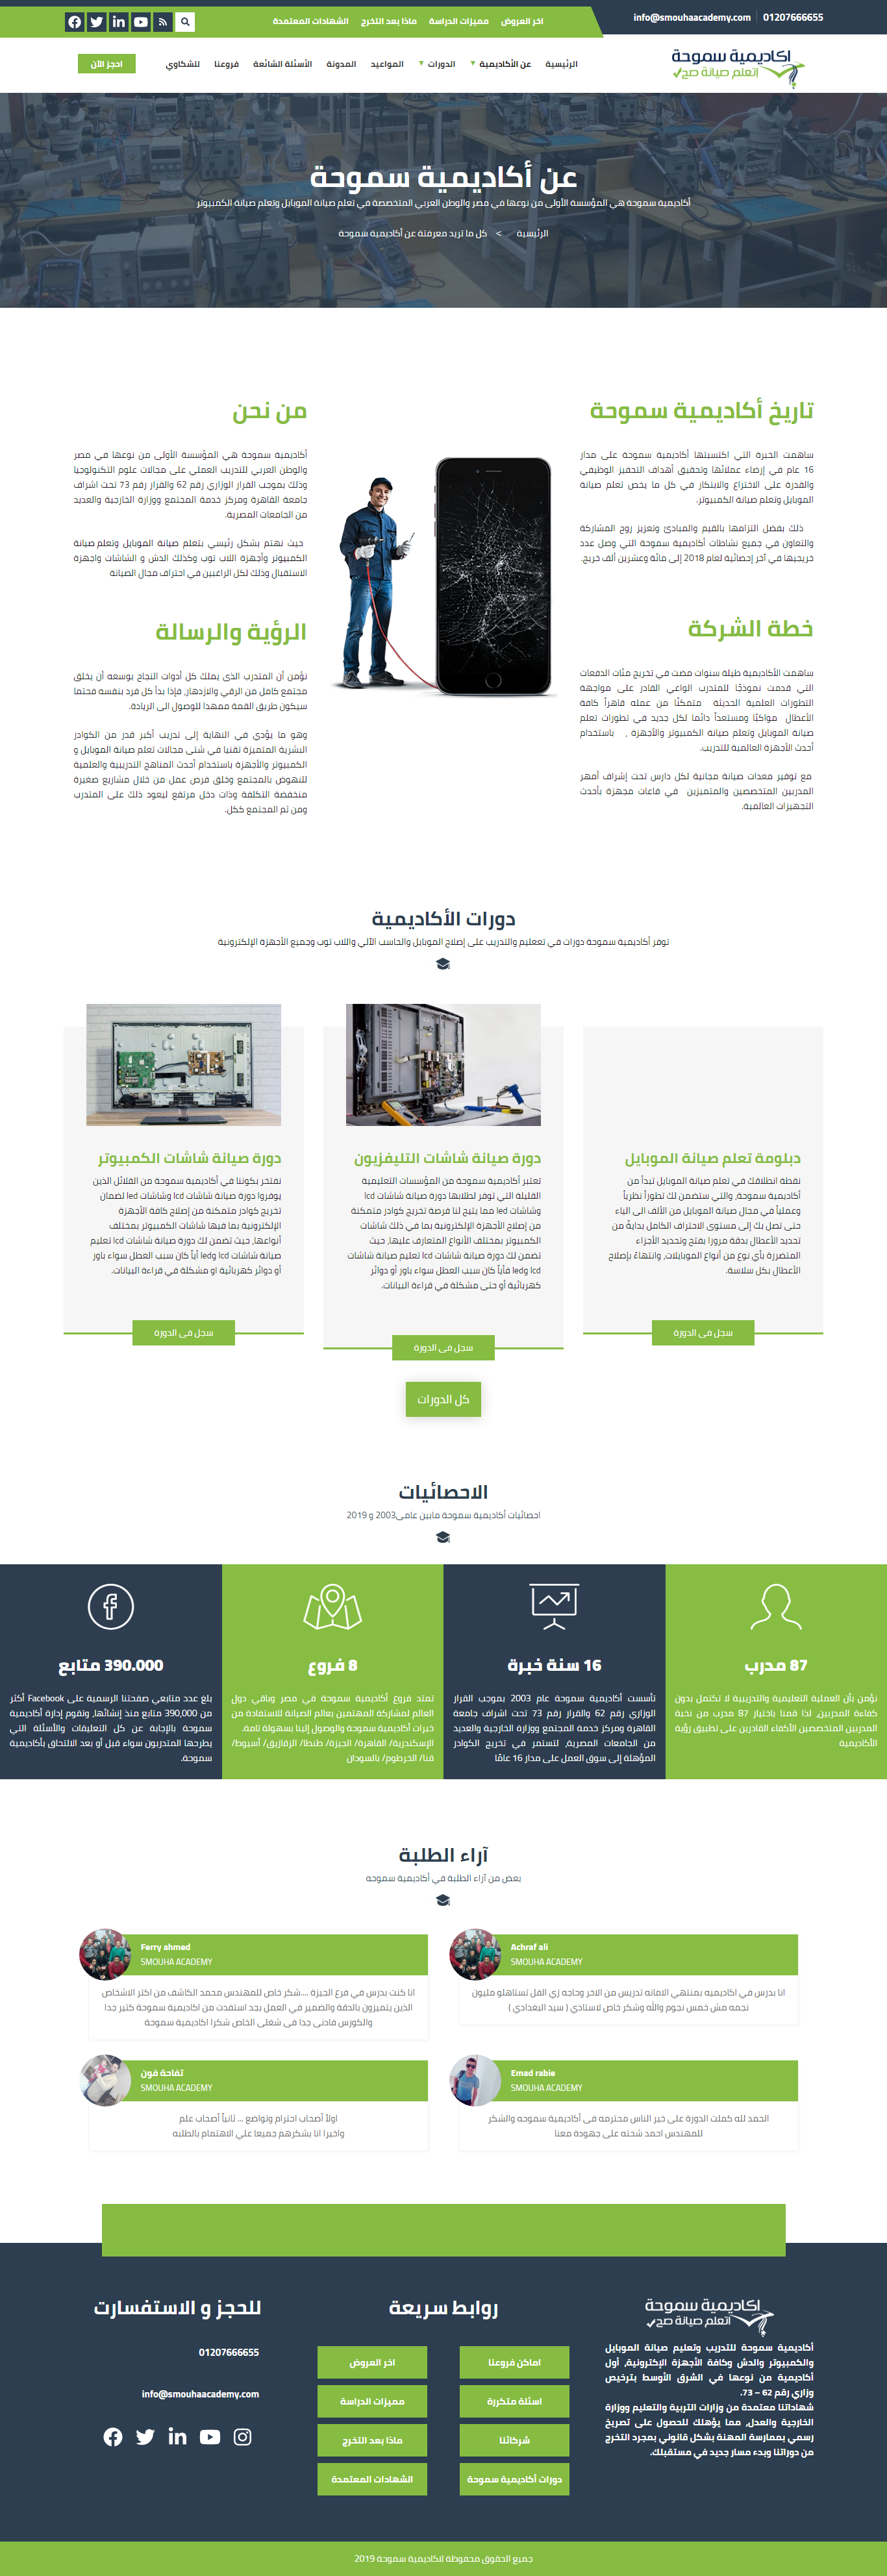 01207666655
info@smouhaacademy.com
اخر العروض
مميزات الدراسة
ماذا بعد التخرج
الشهادات المعتمدة
اكاديمية سموحة
اتعلم صيانة صح
الرئيسية
عن الأكاديمية
الدورات
المواعيد
المدونة
الأسئلة الشائعة
فروعنا
للشكاوي
احجز الآن
عن أكاديمية سموحة
أكاديمية سموحة هي المؤسسة الأولى من نوعها في مصر والوطن العربي المتخصصة في تعلم صيانة الموبايل وتعلم صيانة الكمبيوتر
الرئيسية > كل ما تريد معرفتة عن أكاديمية سموحة
تاريخ أكاديمية سموحة
ساهمت الخبرة التي اكتسبتها أكاديمية سموحة على مدار
16 عام في إرضاء عملائها وتحقيق أهداف التحفيز الوظيفي
والقدرة على الاختراع والابتكار في كل ما يخص تعلم صيانة
الموبايل وتعلم صيانة الكمبيوتر.
ذلك بفضل التزامها بالقيم والمبادئ وتعزيز روح المشاركة
والتعاون في جميع نشاطات أكاديمية سموحة التي وصل عدد
خريجيها في آخر إحصائية لعام 2018 إلى مائة وعشرين ألف خريج.
خطة الشركة
ساهمت الأكاديمية طيلة سنوات مضت في تخريج مئات الدفعات
التي قدمت نموذجًا للمتدرب الواعي القادر على مواجهة
التطورات العلمية الحديثة متمكنًا من عمله قاهراً كافة
الأعطال مواكبًا ومستعداً دائما لكل جديد في تطورات تعلم
صيانة الموبايل وتعلم صيانة الكمبيوتر والأجهزة , باستخدام
أحدث الأجهزة العالمية للتدريب.
مع توفير معدات صيانة مجانية لكل دارس تحت إشراف أمهر
المدربين المتخصصين والمتميزين في قاعات مجهزة بأحدث
التجهيزات العالمية.
من نحن
أكاديمية سموحة هي المؤسسة الأولى من نوعها في مصر
والوطن العربي للتدريب العملي على مجالات علوم التكنولوجيا
وذلك بموجب القرار الوزاري رقم 62 والقرار رقم 73 تحت اشراف
جامعة القاهرة ومركز خدمة المجتمع ووزارة الخارجية والعديد
من الجامعات المصرية.
حيث نهتم بشكل رئيسي بتعلم صيانة الموبايل وتعلم صيانة
الكمبيوتر وأجهزة اللاب توب وكذلك الدش و الشاشات واجهزة
الاستقبال وذلك لكل الراغبين في احتراف مجال الصيانة
الرؤية والرسالة
نؤمن أن المتدرب الذى يملك كل أدوات النجاح بوسعه أن يخلق
مجتمع كامل من الرقي والازدهار, فإذا بدأ كل فرد بنفسه فحتما
سيكون طريق القمة ممهدا للوصول الى الريادة.
وهو ما يؤدي في النهاية إلى تدريب أكبر قدر من الكوادر
البشرية المتميزة تقنيا في شتى مجالات تعلم صيانة الموبايل و
الكمبيوتر والأجهزة باستخدام أحدث المناهج التدريبية والعلمية
للنهوض بالمجتمع وخلق فرص عمل من خلال مشاريع صغيرة
منخفضة التكلفة وذات دخل مرتفع ليعود ذلك على المتدرب
ومن ثم المجتمع ككل.
دورات الأكاديمية
توفر أكاديمية سموحة دورات في تععليم والتدريب على إصلاح الموبايل والحاسب الآلي واللاب توب وجميع الأجهزة الإلكترونية
دبلومة تعلم صيانة الموبايل
نقطة انطلاقك في تعلم صيانة الموبايل تبدأ من
أكاديمية سموحة، والتي ستضمن لك تطوراً نظرياً
وعملياً في مجال صيانة الموبايل من الألف الى الياء
حتى تصل بك إلى مستوى الاحتراف الكامل بدايةً من
تحديد الأعطال بدقة مرورا بفتح وتحديد الأجزاء
المتضررة بأي نوع من أنواع الموبايلات، وانتهاءً بإصلاح
الأعطال بكل سلاسة.
سجل فى الدورة
دورة صيانة شاشات التليفزيون
تعتبر أكاديمية سموحة من المؤسسات التعليمية
القليلة التي توفر لطلابها دورة صيانة شاشات lcd
وشاشات led مما يتيح لنا فرصة تخريج كوادر متمكنة
من إصلاح الأجهزة الإلكترونية بما في ذلك شاشات
الكمبيوتر بمختلف الأنواع المتعارف عليها، حيث
تضمن لك دورة صيانة شاشات lcd تعليم صيانة شاشات
lcd وled فأياً كان سبب العطل سواء باور أو دوائر
كهربائية أو حتى مشكلة في قراءة البيانات.
سجل فى الدورة
دورة صيانة شاشات الكمبيوتر
نفتخر بكوننا في أكاديمية سموحة من القلائل الذين
يوفروا دورة صيانة شاشات lcd وشاشات led لضمان
تخريج كوادر متمكنة من إصلاح كافة الأجهزة
الإلكترونية بما فيها شاشات الكمبيوتر بمختلف
أنواعها، حيث تضمن لك دورة صيانة شاشات lcd تعليم
صيانة شاشات lcd وled أياً كان سبب العطل سواء باور
أو دوائر كهربائية او مشكلة في قراءة البيانات.
سجل فى الدورة
كل الدورات
الاحصائيات
احصائيات أكاديمية سموحة مابين عامى2003 و 2019
87 مدرب
نؤمن بأن العملية التعليمية والتدريبية لا تكتمل بدون
كفاءة المدربين، لذا قمنا باختيار 87 مدرب من نخبة
المدربين المتخصصين الأكفاء القادرين على تطبيق رؤية
الأكاديمية
16 سنة خبرة
تأسست أكاديمية سموحة عام 2003 بموجب القرار
الوزاري رقم 62 والقرار رقم 73 تحت اشراف جامعة
القاهرة ومركز خدمة المجتمع ووزارة الخارجية والعديد
من الجامعات المصرية، لتستمر في تخريج الكوادر
المؤهلة إلى سوق العمل على مدار 16 عامًا
8 فروع
تمتد فروع أكاديمية سموحة في مصر وباقي دول
العالم لمشاركة المهتمين بعالم الصيانة للاستفادة من
خبرات أكاديمية سموحة والوصول إلينا بسهولة تامة.
الإسكندرية/ القاهرة/ الجيزة/ طنطا/ الزقازيق/ أسيوط/
قنا/ الخرطوم/ بالسودان
390.000 متابع
بلغ عدد متابعي صفحتنا الرسمية على Facebook أكثر
من 390,000 متابع منذ إنشائها، وتقوم إدارة أكاديمية
سموحة بالإجابة عن كل التعليقات والأسئلة التي
يطرحها المتدربون سواء قبل أو بعد الالتحاق بأكاديمية
سموحة.
آراء الطلبة
بعض من آراء الطلبة في أكاديمية سموحه
Achraf ali
SMOUHA ACADEMY
انا بدرس في اكاديميه بمنتهي الامانه تدريس من الاخر وحاجه زي الفل تستاهلو مليون
نجمه مش خمس نجوم والله وشكر خاص لاستاذي ( سيد البغدادي )
Ferry ahmed
SMOUHA ACADEMY
انا كنت بدرس في فرع الجيزة ....شكر خاص للمهندس محمد الكاشف من اكتر الاشخاص
الذين يتميزون بالدقة والضمير في العمل بجد استفدت من اكاديمية سموحة كتير جدا
والكورس فادنى جدا فى شغلى الخاص شكرا اكاديمية سموحة
Emad rabie
SMOUHA ACADEMY
الحمد لله كملت الدورة على خير الناس محترمه فى أكاديمية سموحه والشكر
للمهندس احمد شحته على جهودة معنا
تفاحة فون
SMOUHA ACADEMY
اولاً أصحاب احترام وتواضع ... ثانياً أصحاب علم
واخيرا انا بشكرهم جميعا علي الاهتمام بالطلبه
اكاديمية سموحة
اتعلم صيانة صح
أكاديمية سموحة للتدريب وتعليم صيانة الموبايل
والكمبيوتر والدش وكافة الأجهزة الإلكترونية، أول
أكاديمية من نوعها في الشرق الأوسط بترخيص
وزاري رقم 62 – 73.
شهاداتنا معتمدة من وزارات التربية والتعليم ووزارة
الخارجية والعدل، مما يؤهلك للحصول على تصريح
رسمي بممارسة المهنة بشكل قانوني بمجرد التخرج
من دوراتنا وبدء مسار جديد في مستقبلك.
روابط سريعة
اماكن فروعنا
اخر العروض
اسئلة متكررة
مميزات الدراسة
شركائنا
ماذا بعد التخرج
دورات أكاديمية سموحة
الشهادات المعتمدة
للحجز و الاستفسارت
01207666655
info@smouhaacademy.com
جميع الحقوق محفوظة لاكاديمية سموحة 2019